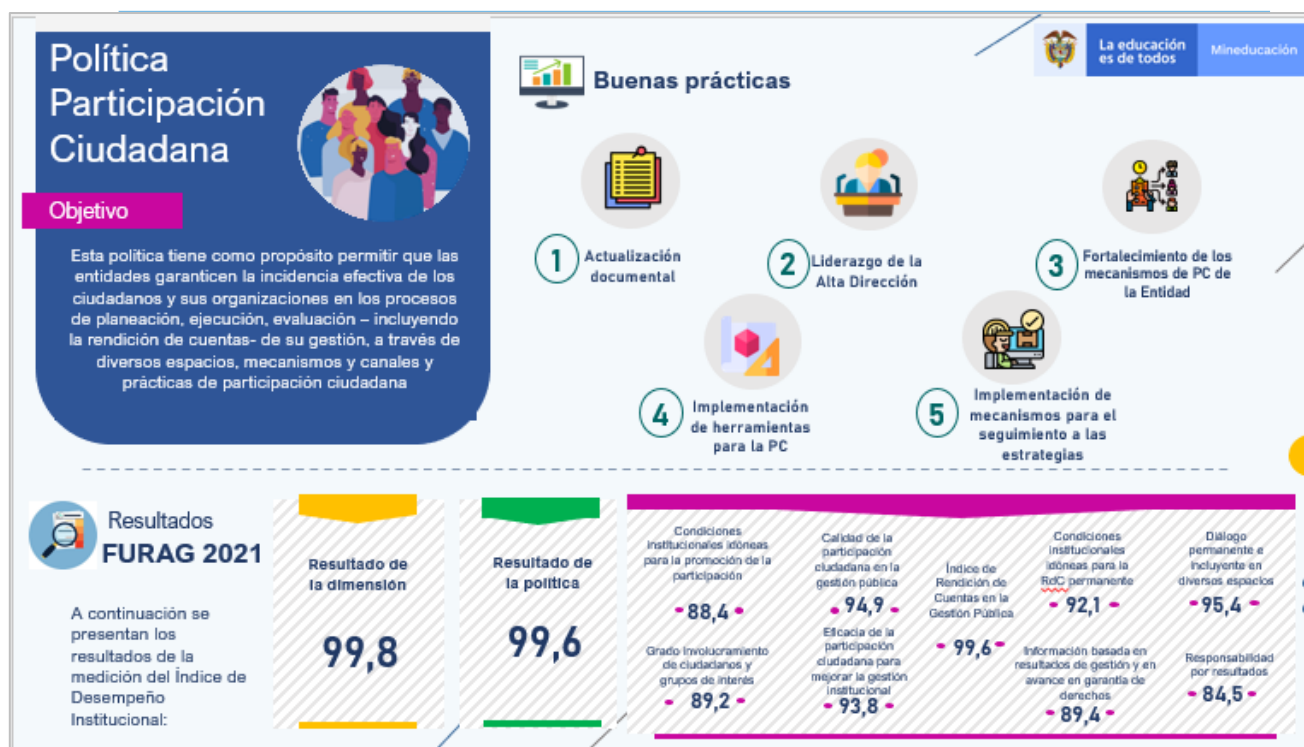 Política
Participación
Ciudadana
Objetivo
Esta política tiene como propósito permitir que las
entidades garanticen la incidencia efectiva de los
ciudadanos y sus organizaciones en los procesos
de planeación, ejecución, evaluación – incluyendo
la rendición de cuentas- de su gestión, a través de
diversos espacios, mecanismos y canales y
prácticas de participación ciudadana
Buenas prácticas
La educación
es de todos
Mineducación
1
Actualización
documental
2
Liderazgo de la
Alta Dirección
3
Fortalecimiento de los
mecanismos de PC de
la Entidad
4
Implementación
de herramientas
para la PC
5
Implementación de
mecanismos para el
seguimiento a las
estrategias
Resultados
FURAG 2021
A continuación se
presentan los
resultados de la
medición del Índice de
Desempeño
Institucional:
Resultado de
la dimensión
99,8
Resultado de
la política
99,6
Condiciones
institucionales idóneas
para la promoción de la
participación
88,4
Grado involucramiento
de ciudadanos y
grupos de interés
89,2
Calidad de la
participación
ciudadana en la
gestión pública
94,9
Eficacia de la
participación
ciudadana para
mejorar la gestión
institucional
93,8
Índice de
Rendición de
Cuentas en la
Gestión Pública
99,6
Condiciones
institucionales
idóneas para la
RdC permanente
92,1
Información basada en
resultados de gestión y en
avance en garantía de
derechos
89,4
Diálogo
permanente e
incluyente en
diversos espacios
95,4
Responsabilidad
por resultados
84,5